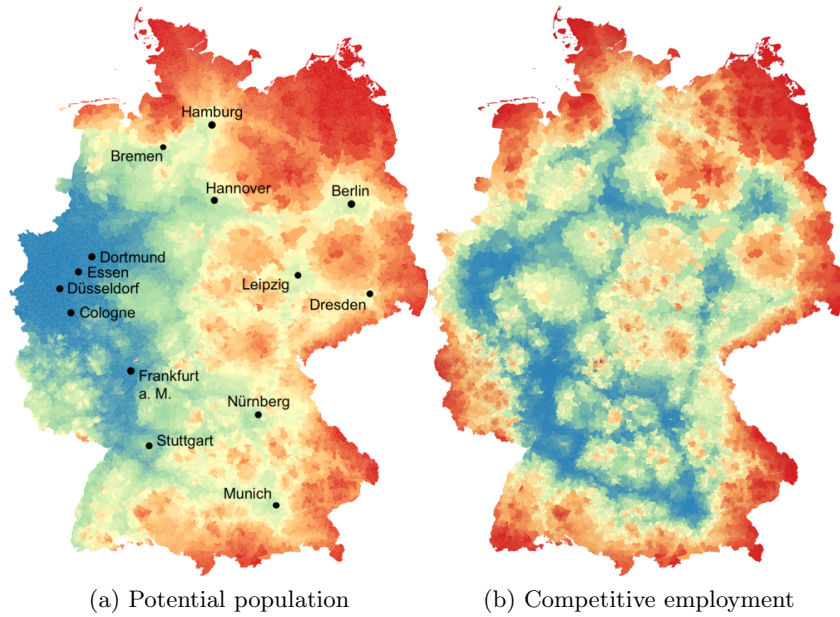 Hamburg
Bremen
Hannover
Berlin
Dortmund
Essen
Düsseldorf
Cologne
Leipzig
Dresden
Frankfurt
a. M.
Nürnberg
Stuttgart
Munich
(a) Potential population
(b) Competitive employment